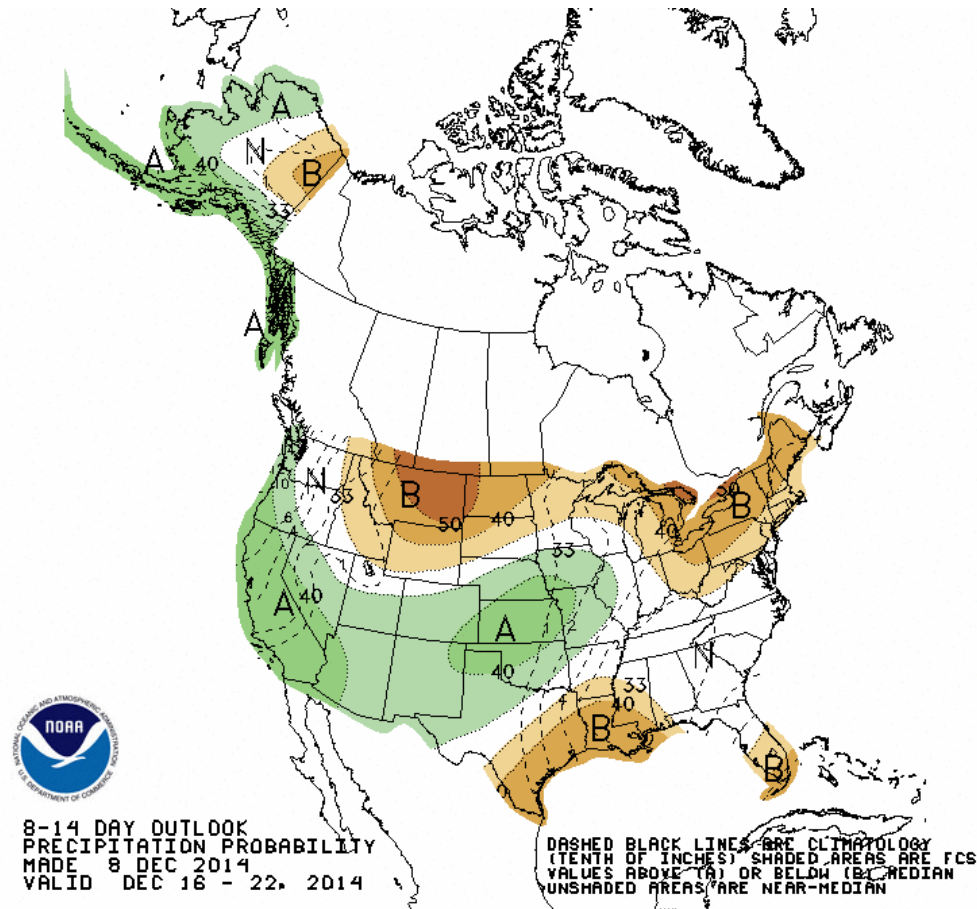 A
A
N
40
B
33
A
N
33
B
50
40
50
B
40
33
A
40
A
40
N
33
40
B
B
NATIONAL OCEANIC AND ATMOSPHERIC ADMINISTRATION
NOAA
U.S. DEPARTMENT OF COMMERCE
8-14 DAY OUTLOOK
PRECIPITATION PROBABILITY
MADE 8 DEC 2014
VALID DEC 16 - 22, 2014
DASHED BLACK LINES ARE CLIMATOLOGY
(TENTH OF INCHES) SHADED AREAS ARE FCS
VALUES ABOVE (A) OR BELOW (B) MEDIAN
UNSHADED AREAS ARE NEAR-MEDIAN